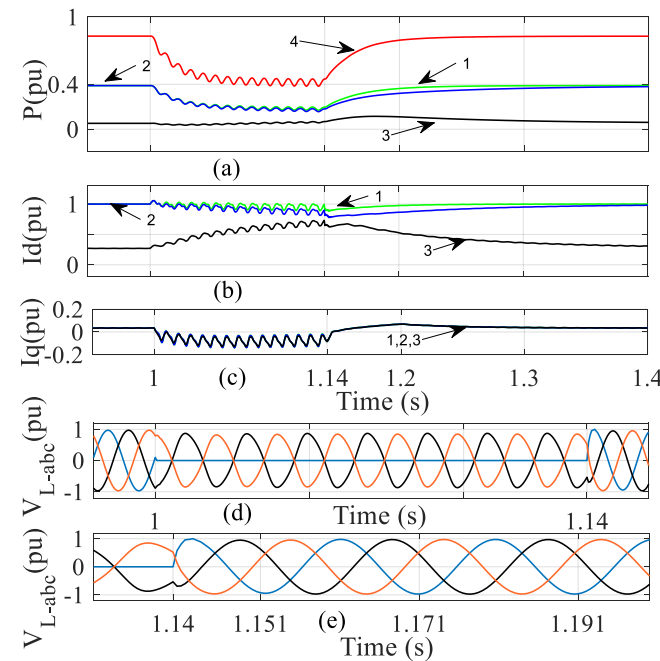 1
P(pu)
0.4
0
2
4
1
3
(a)
Id(pu)
1
0
2
1
3
(b)
Iq(pu)
0.2
0
-0.2
1,2,3
1
(c)
1.14
1.2
1.3
1.4
Time (s)
V L-abc(pu)
1
0
-1
1
(d)
Time (s)
1.14
V L-abc(pu)
1
0
-1
1.14
1.151
(e)
1.171
1.191
Time (s)